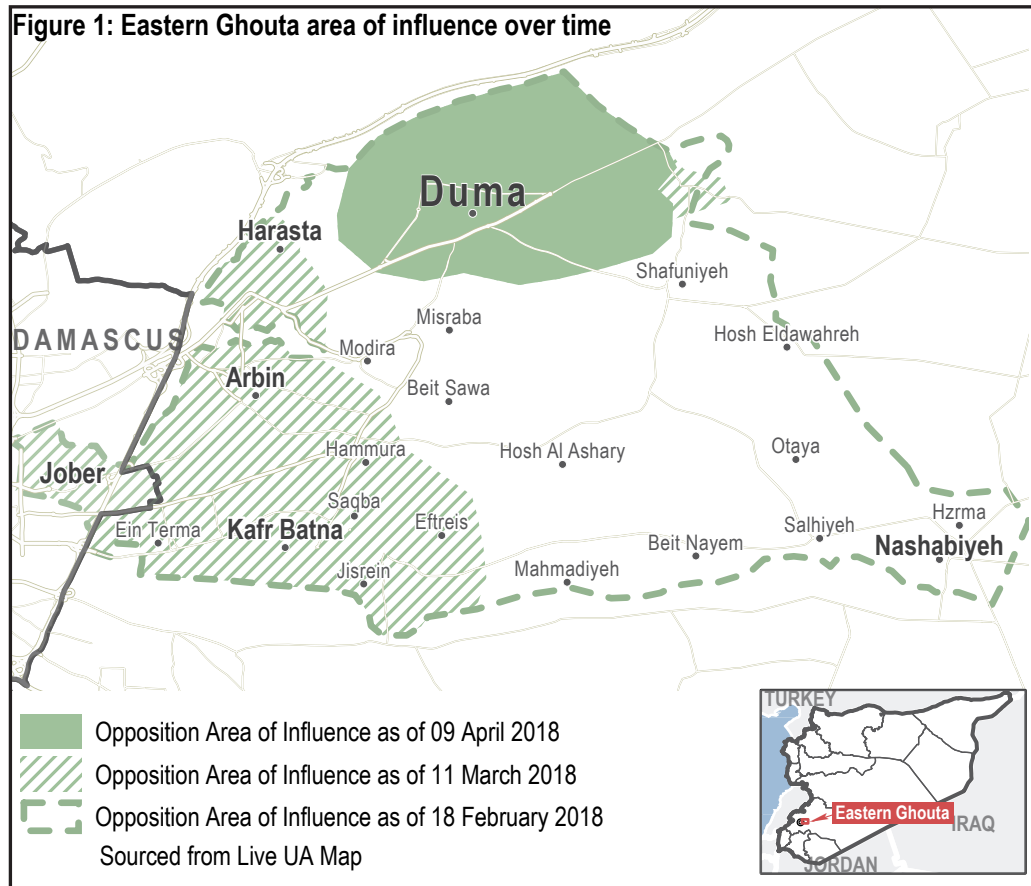 Figure 1: Eastern Ghouta area of influence over time
Duma
Harasta
Shafuniyeh
Misraba
DAMASCUS
Hosh Eldawahreh
Modira
Arbin
Beit Sawa
Hammura
Hosh Al Ashary
Otaya
Jober
Saqba
Eftreis
Hzrma
Ein Terma
Kafr Batna
Salhiyeh
Beit Nayem
Nashabiyeh
Jisrein
Mahmadiyeh
Opposition Area of Influence as of 09 April 2018
Opposition Area of Influence as of 11 March 2018
Opposition Area of Influence as of 18 February 2018
Sourced from Live UA Map
TURKEY
Eastern Ghouta
IRAQ
JORDAN